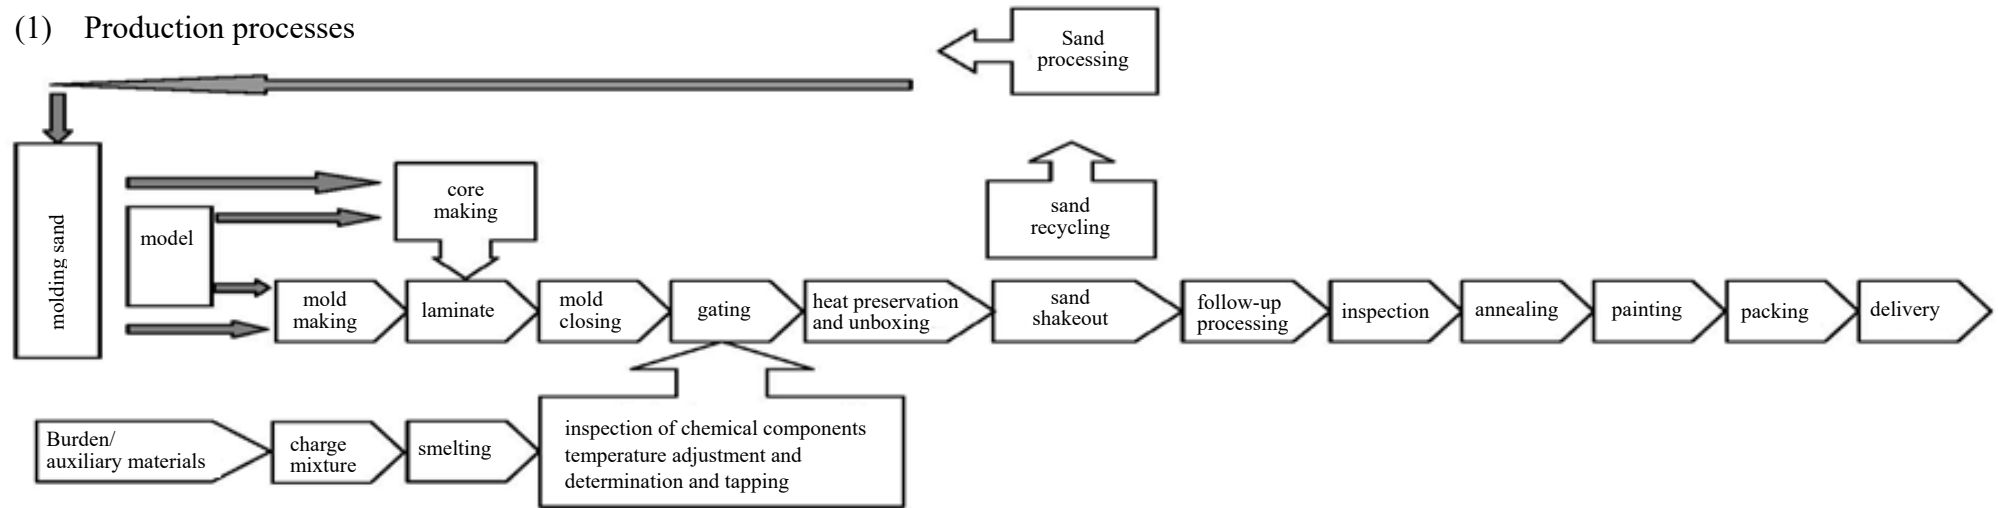 (1) Production processes
Sand
processing
molding sand
model
core
making
sand
recycling
mold
making
laminate
mold
closing
gating
heat preservation
and unboxing
sand
shakeout
follow-up
processing
inspection
annealing
painting
packing
delivery
Burden/
auxiliary materials
charge
mixture
smelting
inspection of chemical components
temperature adjustment and
determination and tapping